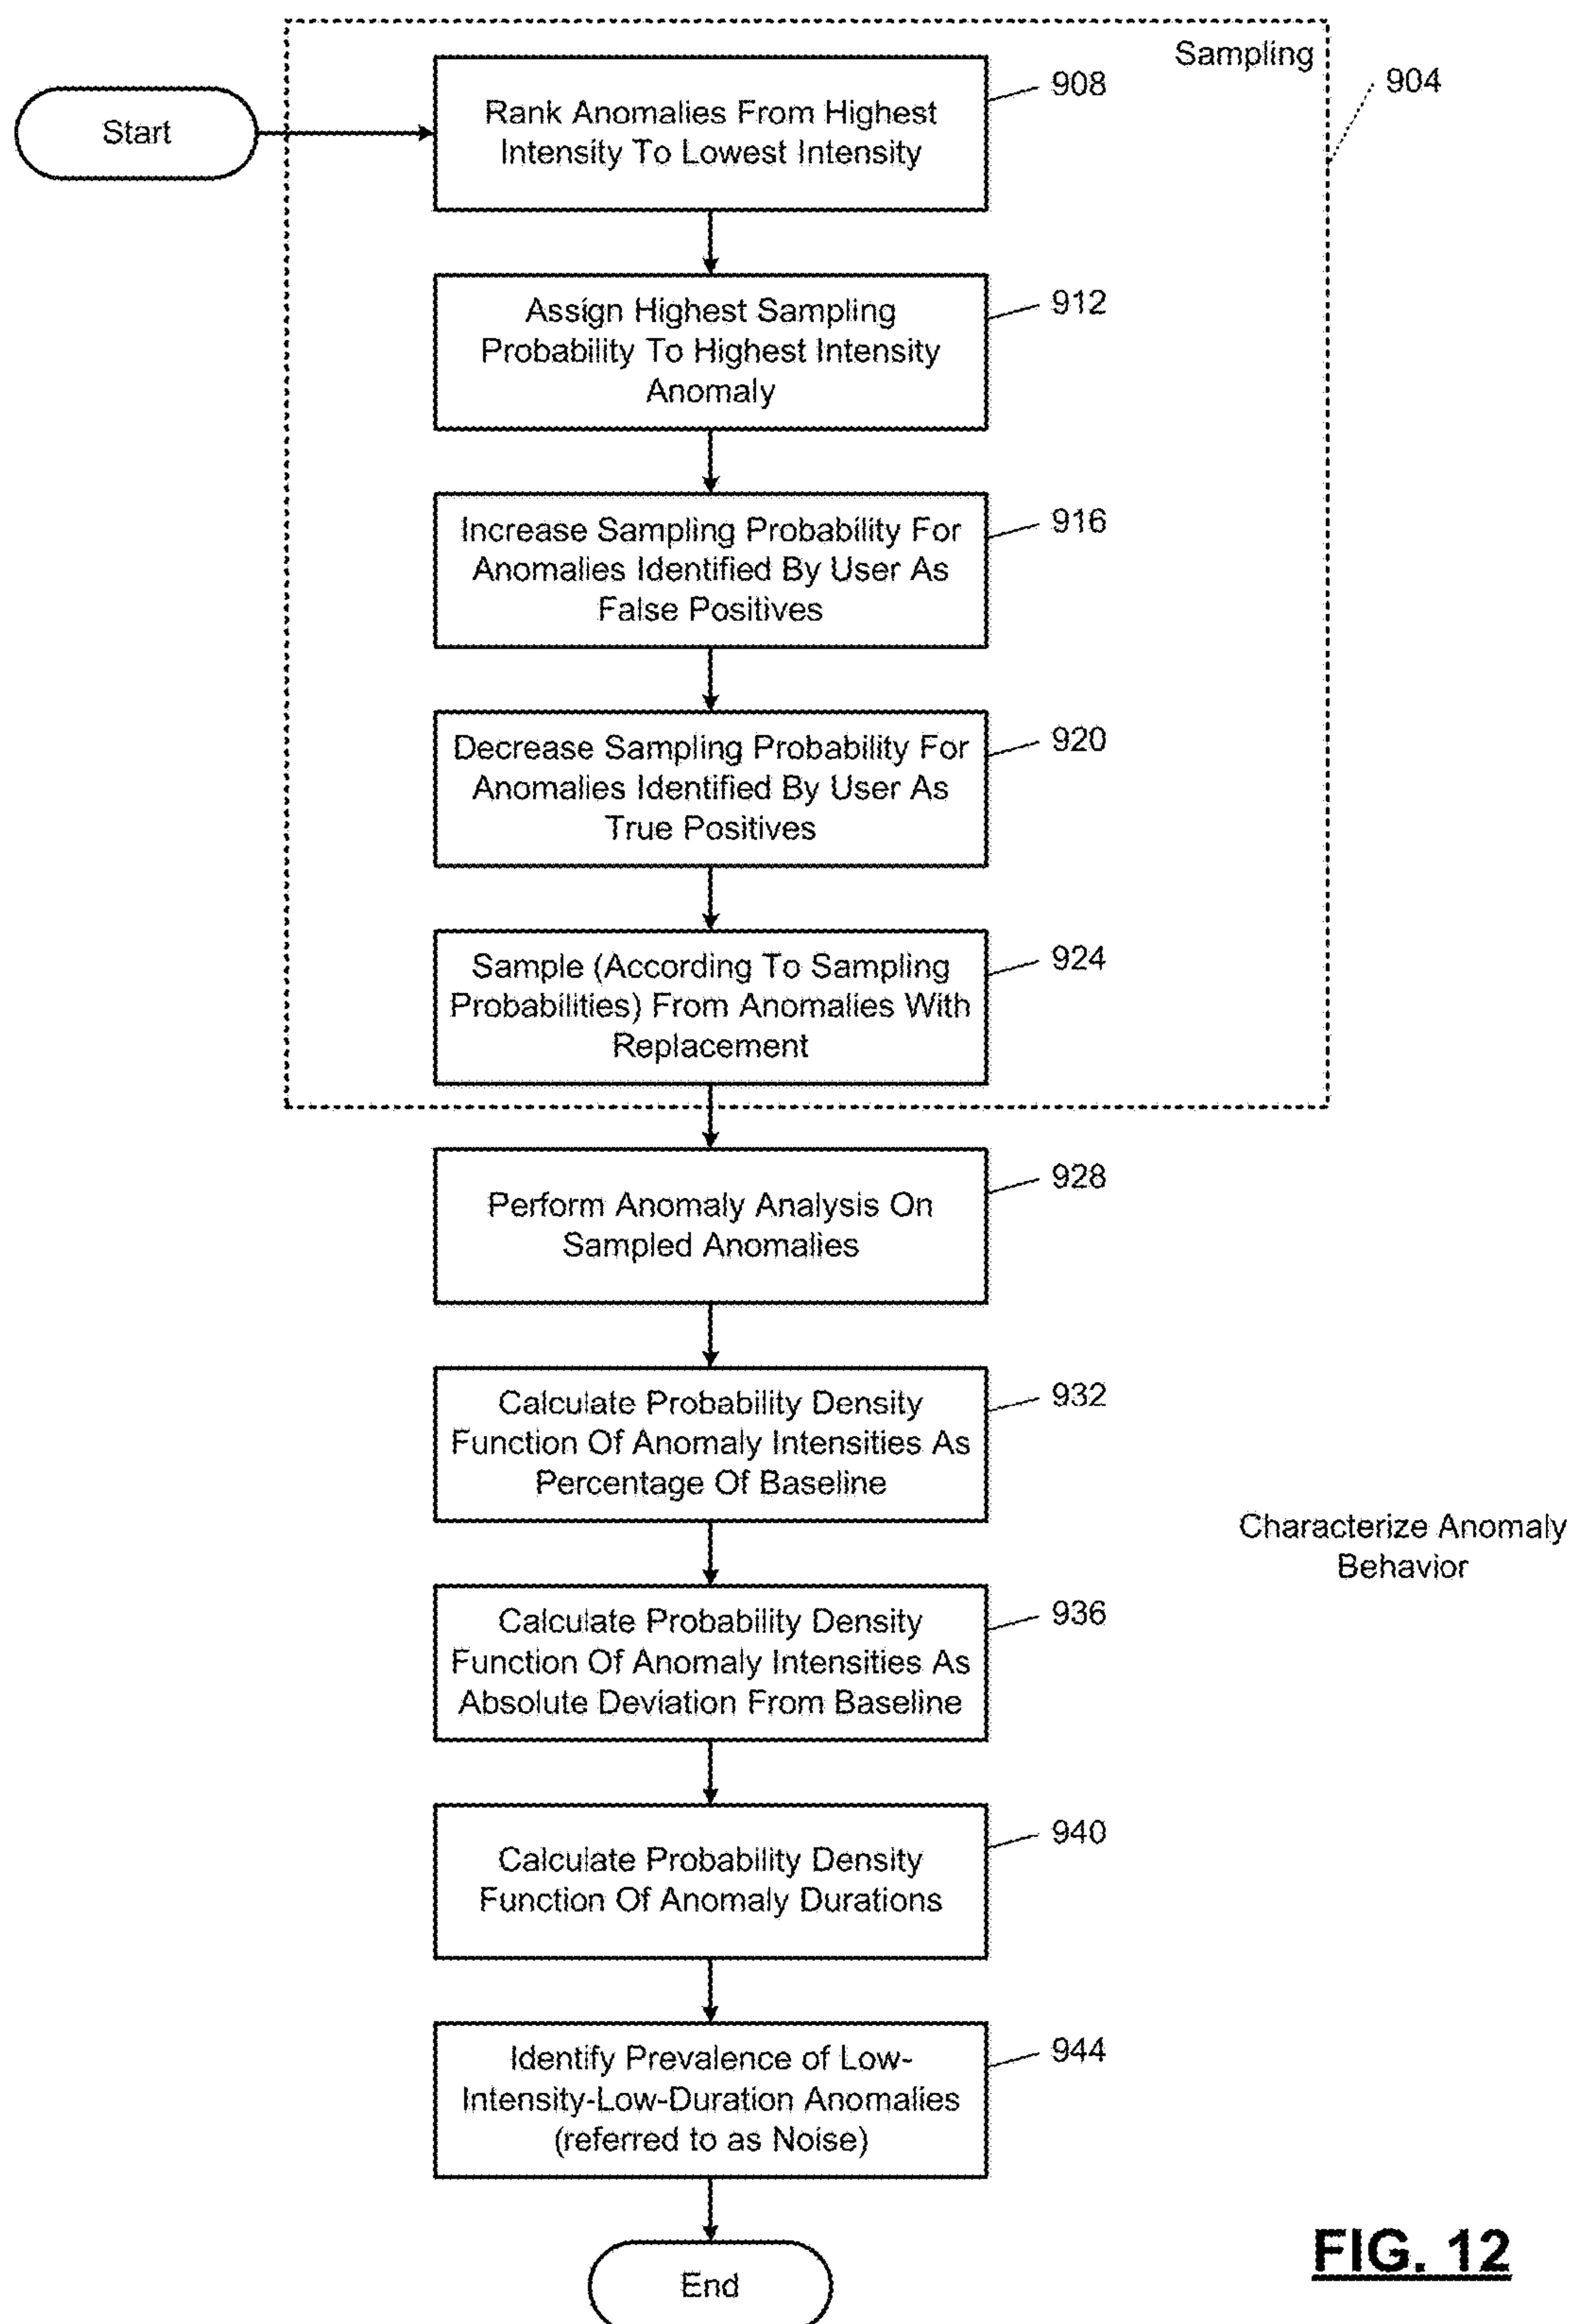 Sampling
904
Start
Rank Anomalies From Highest
Intensity To Lowest Intensity
908
Assign Highest Sampling
Probability To Highest Intensity
Anomaly
912
Increase Sampling Probability For
Anomalies Identified By User As
False Positives
916
Decrease Sampling Probability For
Anomalies Identified By User As
True Positives
920
Sample (According To Sampling
Probabilities) From Anomalies With
Replacement
924
Perform Anomaly Analysis On
Sampled Anomalies
928
Calculate Probability Density
Function Of Anomaly Intensities As
Percentage Of Baseline
932
Characterize Anomaly
Behavior
Calculate Probability Density
Function Of Anomaly Intensities As
Absolute Deviation From Baseline
936
Calculate Probability Density
Function Of Anomaly Durations
940
Identify Prevalence of Low-
Intensity-Low-Duration Anomalies
(referred to as Noise)
944
End
FIG. 12